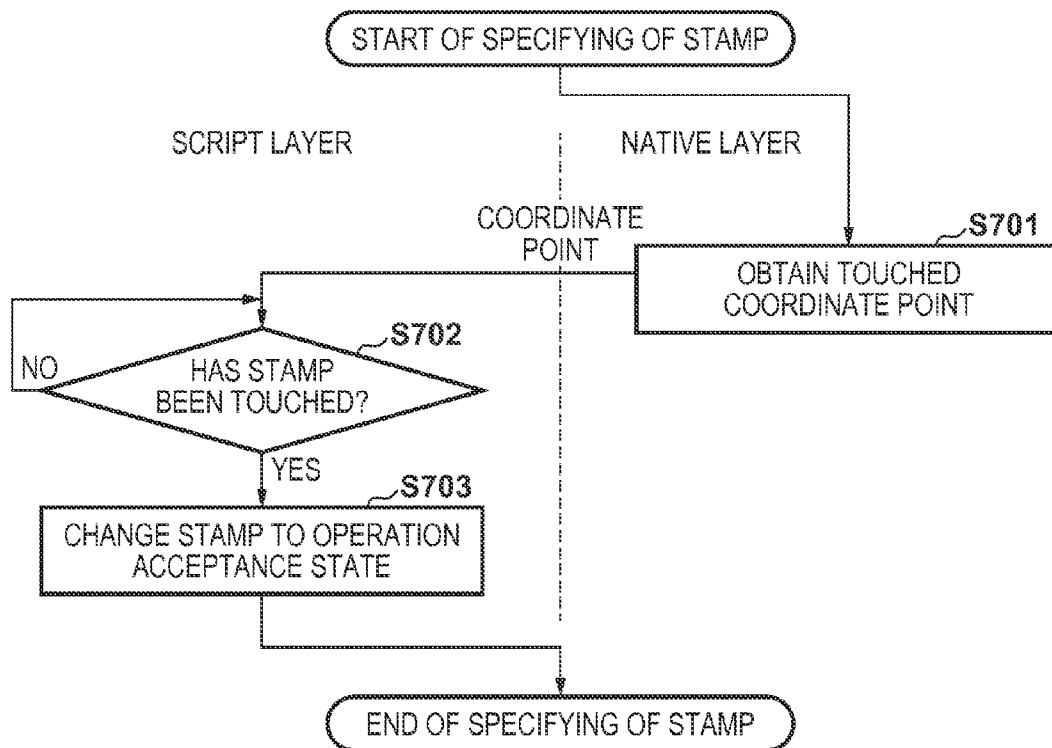 START OF SPECIFYING OF STAMP
SCRIPT LAYER
NATIVE LAYER
COORDINATE
POINT
S701
OBTAIN TOUCHED
COORDINATE POINT
S702
NO
HAS STAMP
BEEN TOUCHED?
YES
S703
CHANGE STAMP TO OPERATION
ACCEPTANCE STATE
END OF SPECIFYING OF STAMP